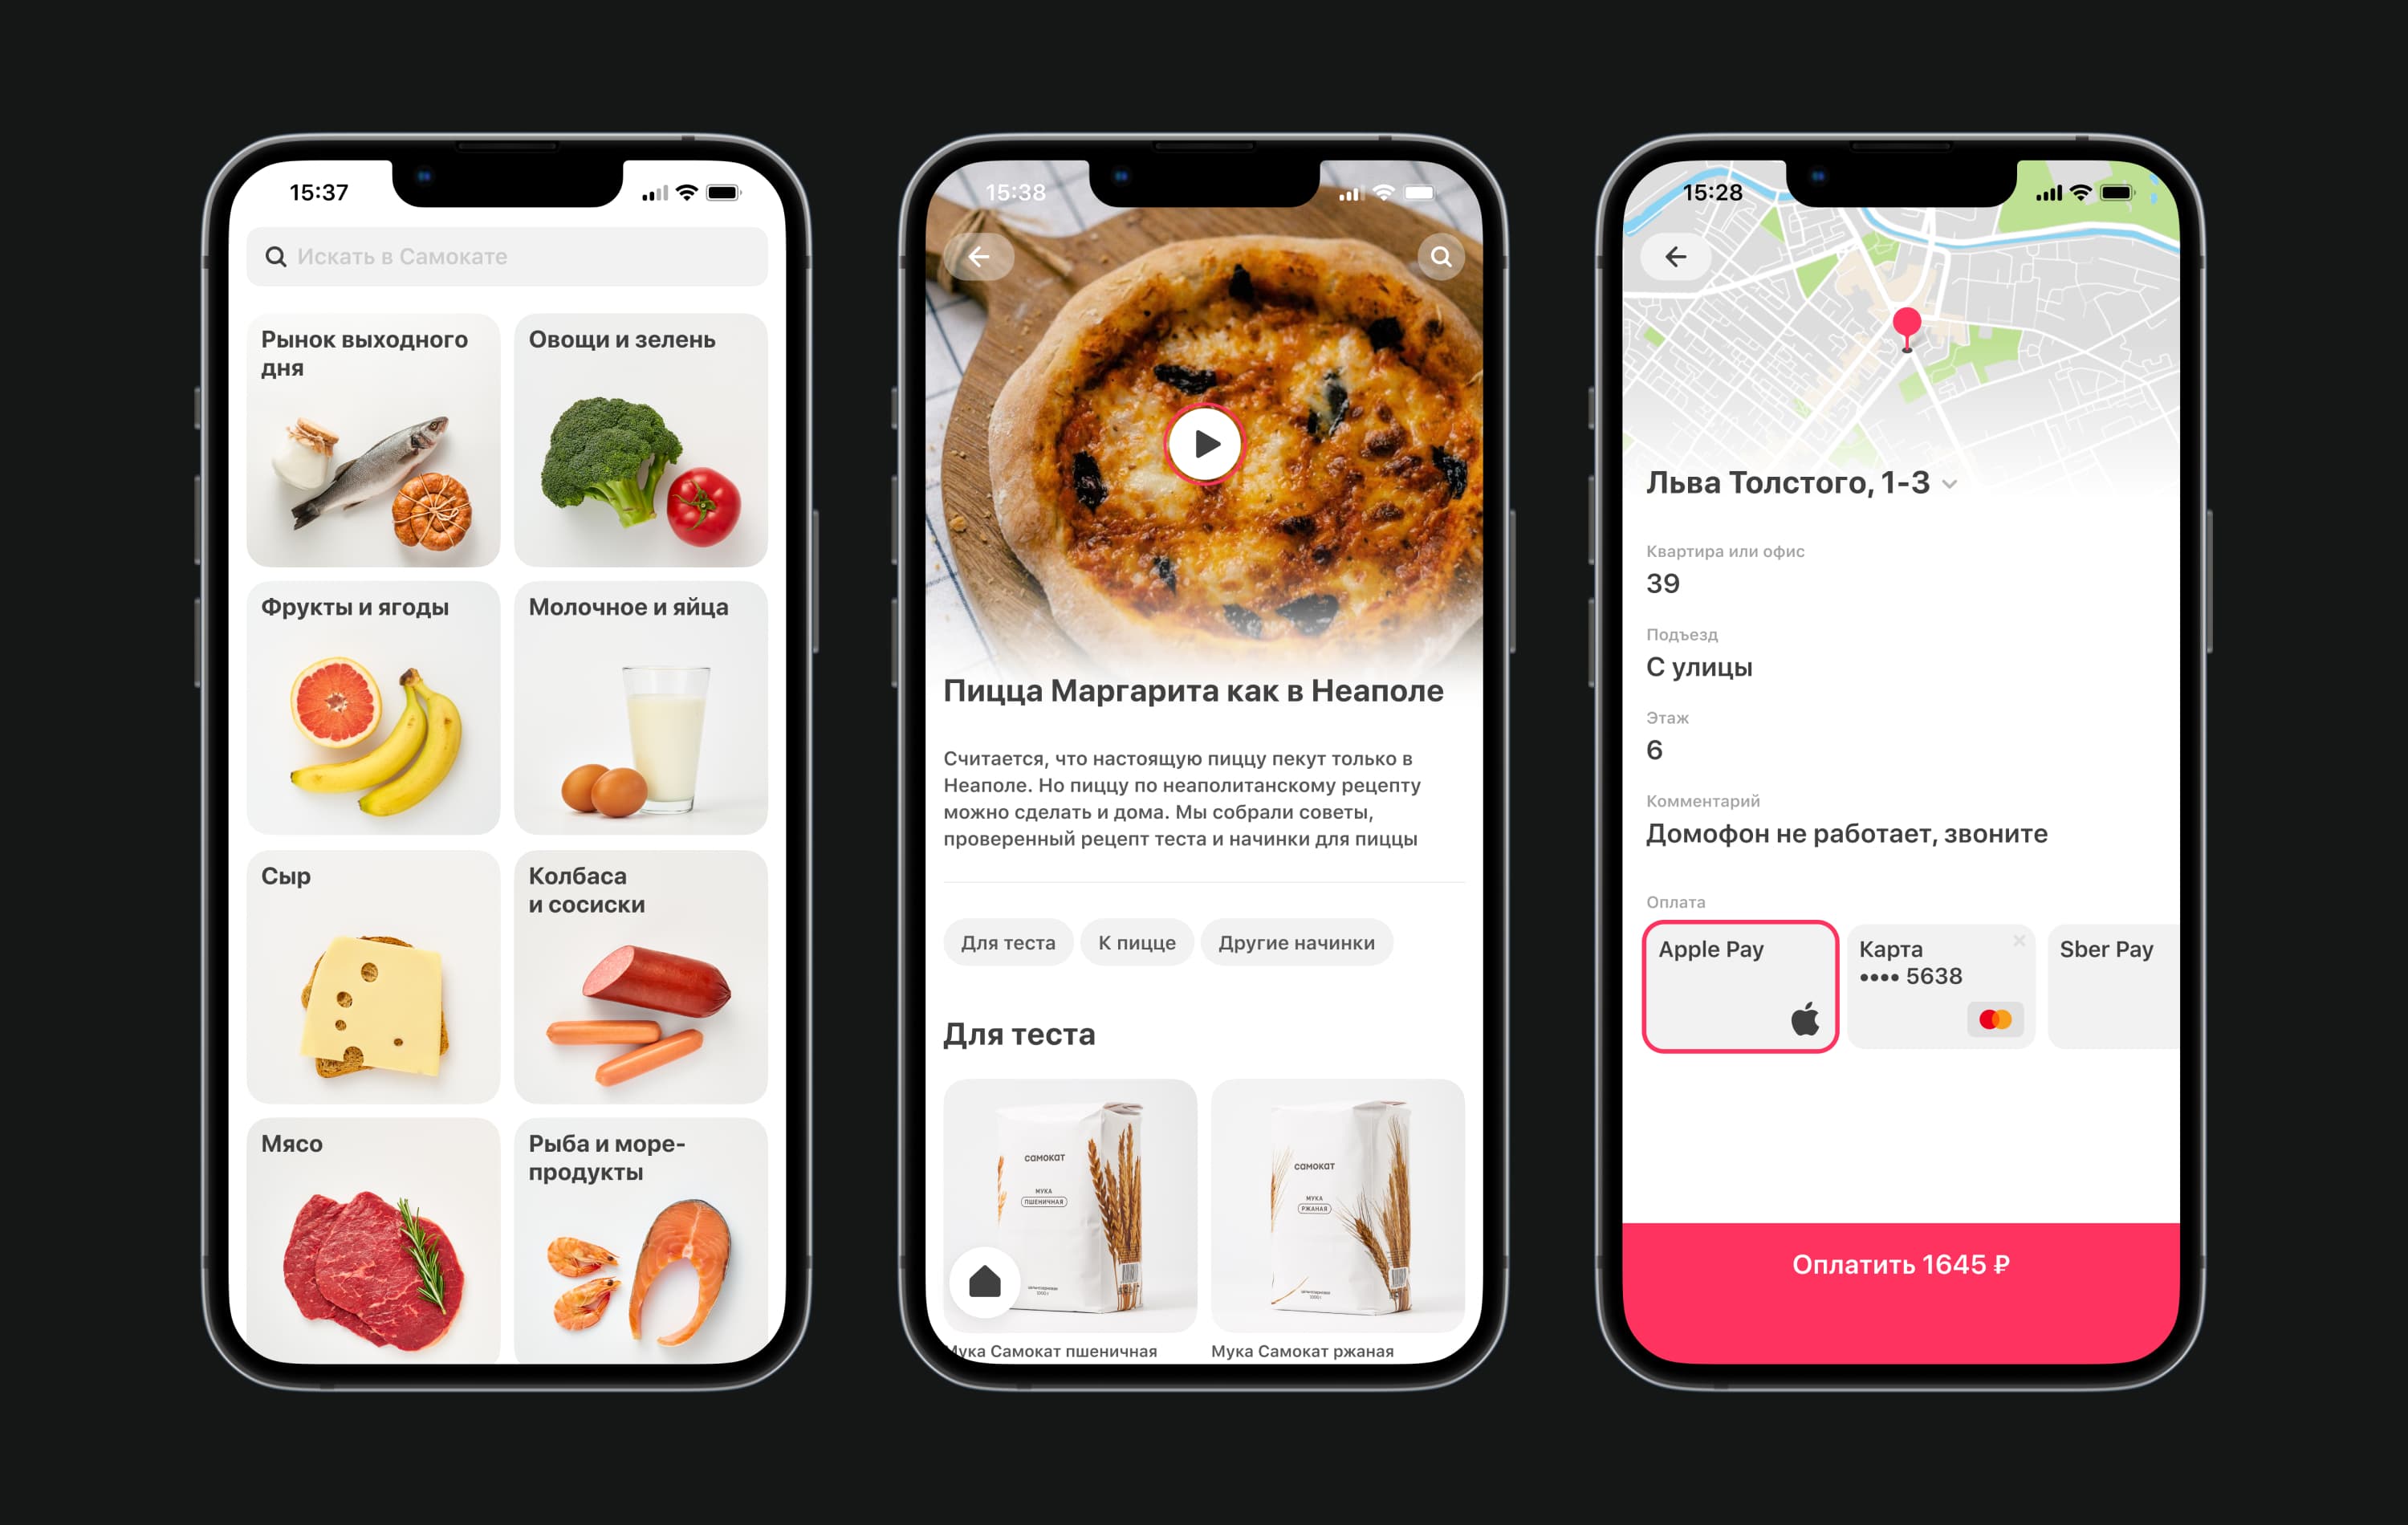 15:37
Искать в Самокате
Рынок выходного
дня
Овощи и зелень
Фрукты и ягоды
Молочное и яйца
Сыр
Колбаса
и сосиски
Мясо
Рыба и море-
продукты
15:38
Пицца Маргарита как в Неаполе
Считается, что настоящую пиццу пекут только в
Неаполе. Но пиццу по неаполитанскому рецепту
можно сделать и дома. Мы собрали советы,
проверенный рецепт теста и начинки для пиццы
Для теста
К пицце
Другие начинки
Для теста
самокат
МУКА
ПШЕНИЧНАЯ
самокат
МУКА
РЖАНАЯ
Мука Самокат пшеничная
Мука Самокат ржаная
15:28
Льва Толстого, 1-3
Квартира или офис
39
Подъезд
С улицы
Этаж
6
Комментарий
Домофон не работает, звоните
Оплата
Apple Pay
Карта
•••• 5638
Sber Pay
Оплатить 1645 ₽